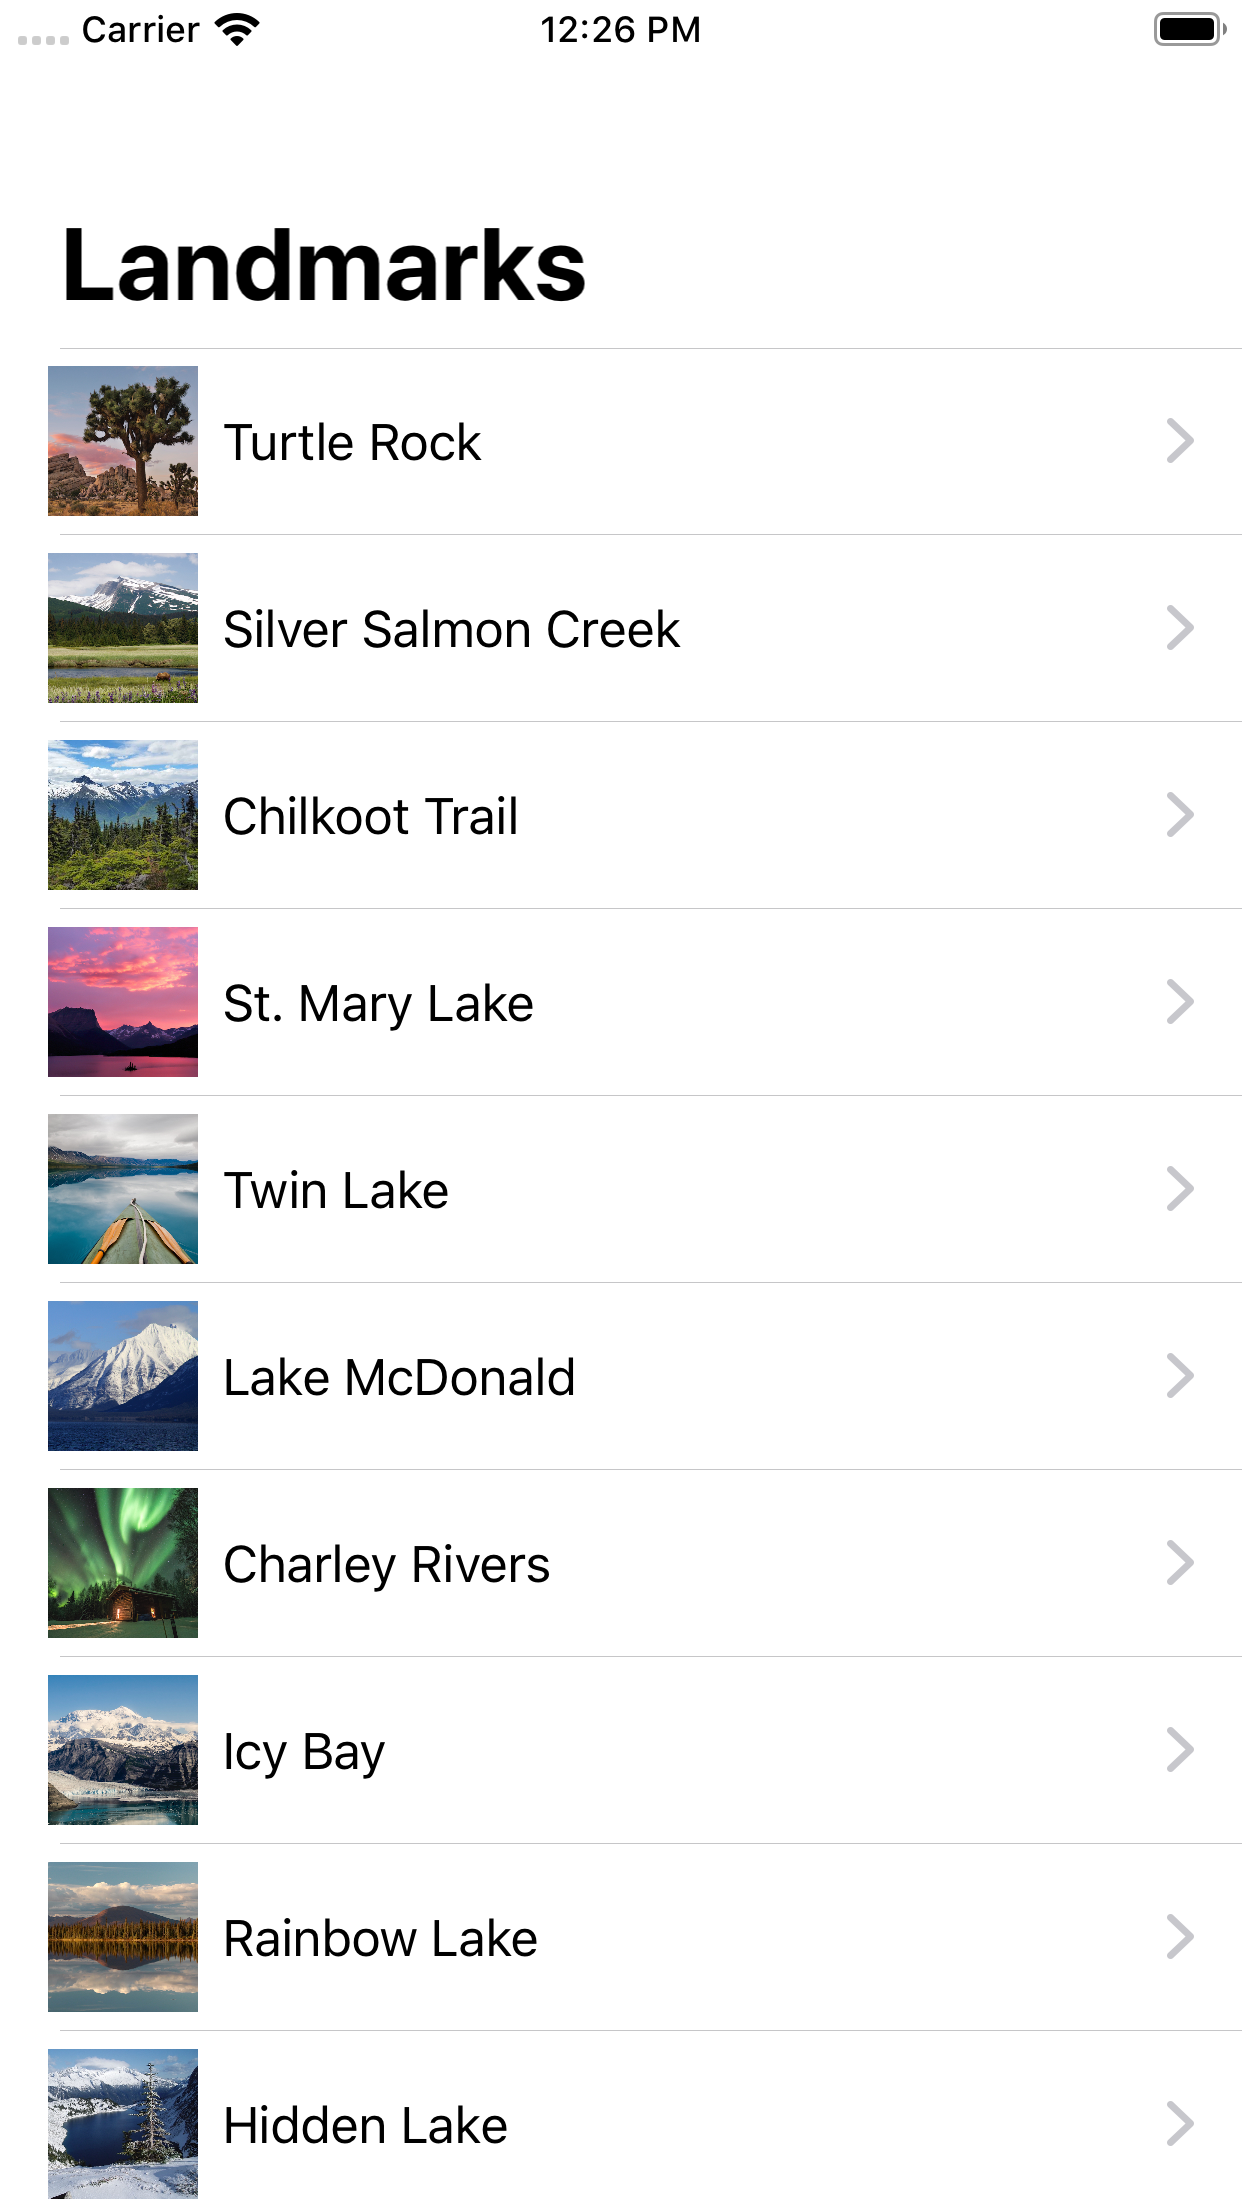 Carrier 12:26 PM
Landmarks
Turtle Rock
Silver Salmon Creek
Chilkoot Trail
St. Mary Lake
Twin Lake
Lake McDonald
Charley Rivers
Icy Bay
Rainbow Lake
Hidden Lake